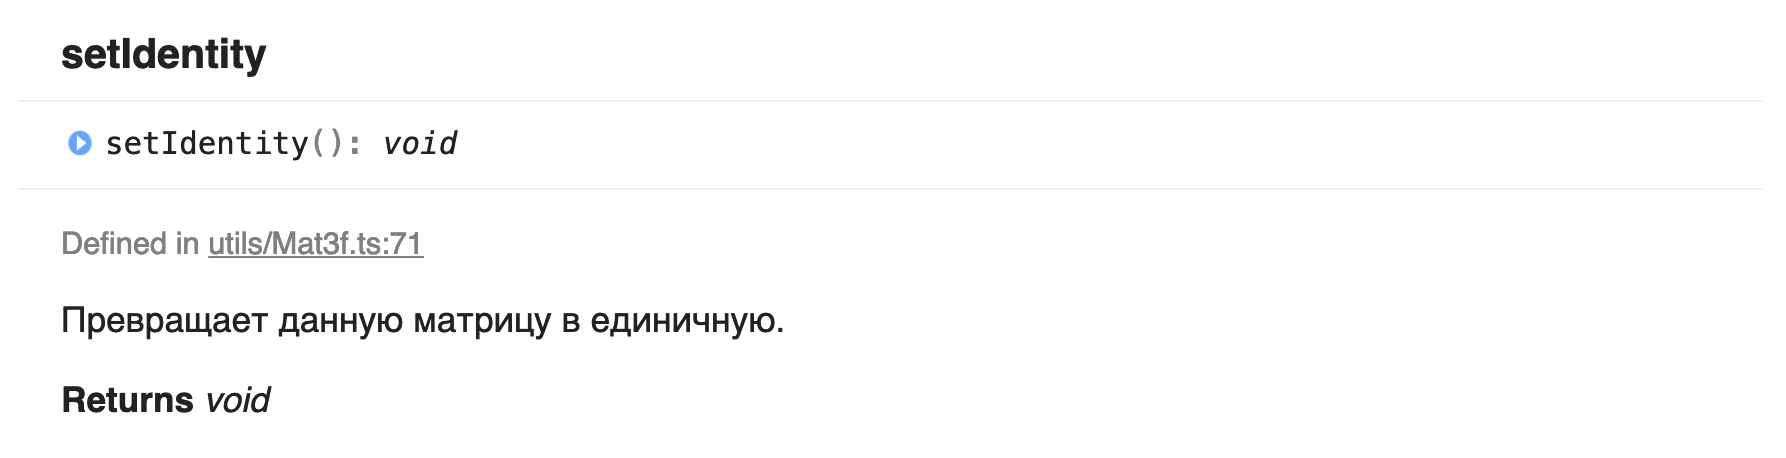 setIdentity
setIdentity(): void
Defined in utils/Mat3f.ts:71
Превращает данную матрицу в единичную.
Returns void